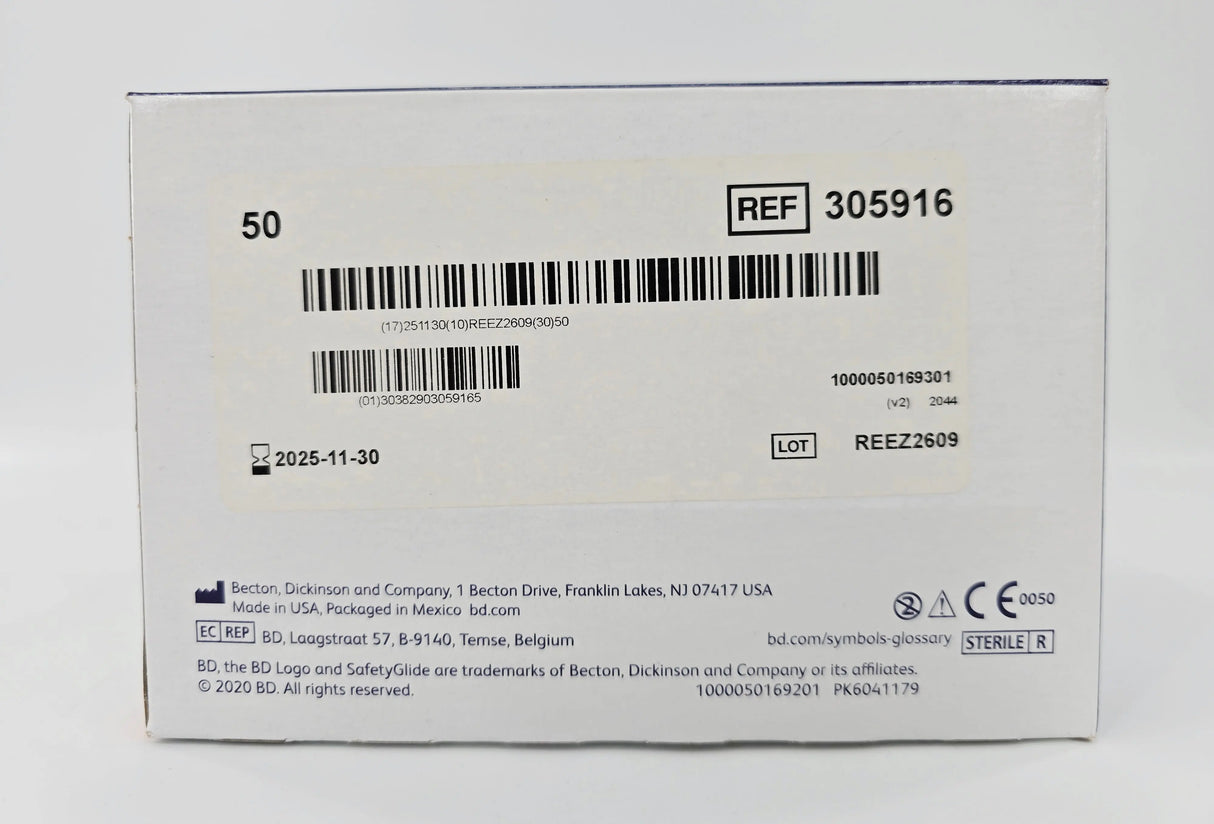 50
REF 305916
(17)251130(10)REEZ2609(30)50
(01)30382903059165
1000050169301
(v2) 2044
2025-11-30
LOT REEZ2609
Becton, Dickinson and Company, 1 Becton Drive, Franklin Lakes, NJ 07417 USA
Made in USA, Packaged in Mexico bd.com
2 CE 0050
EC REP BD, Laagstraat 57, B-9140, Temse, Belgium
bd.com/symbols-glossary STERILE R
BD, the BD Logo and SafetyGlide are trademarks of Becton, Dickinson and Company or its affiliates.
© 2020 BD. All rights reserved.
1000050169201 PK6041179